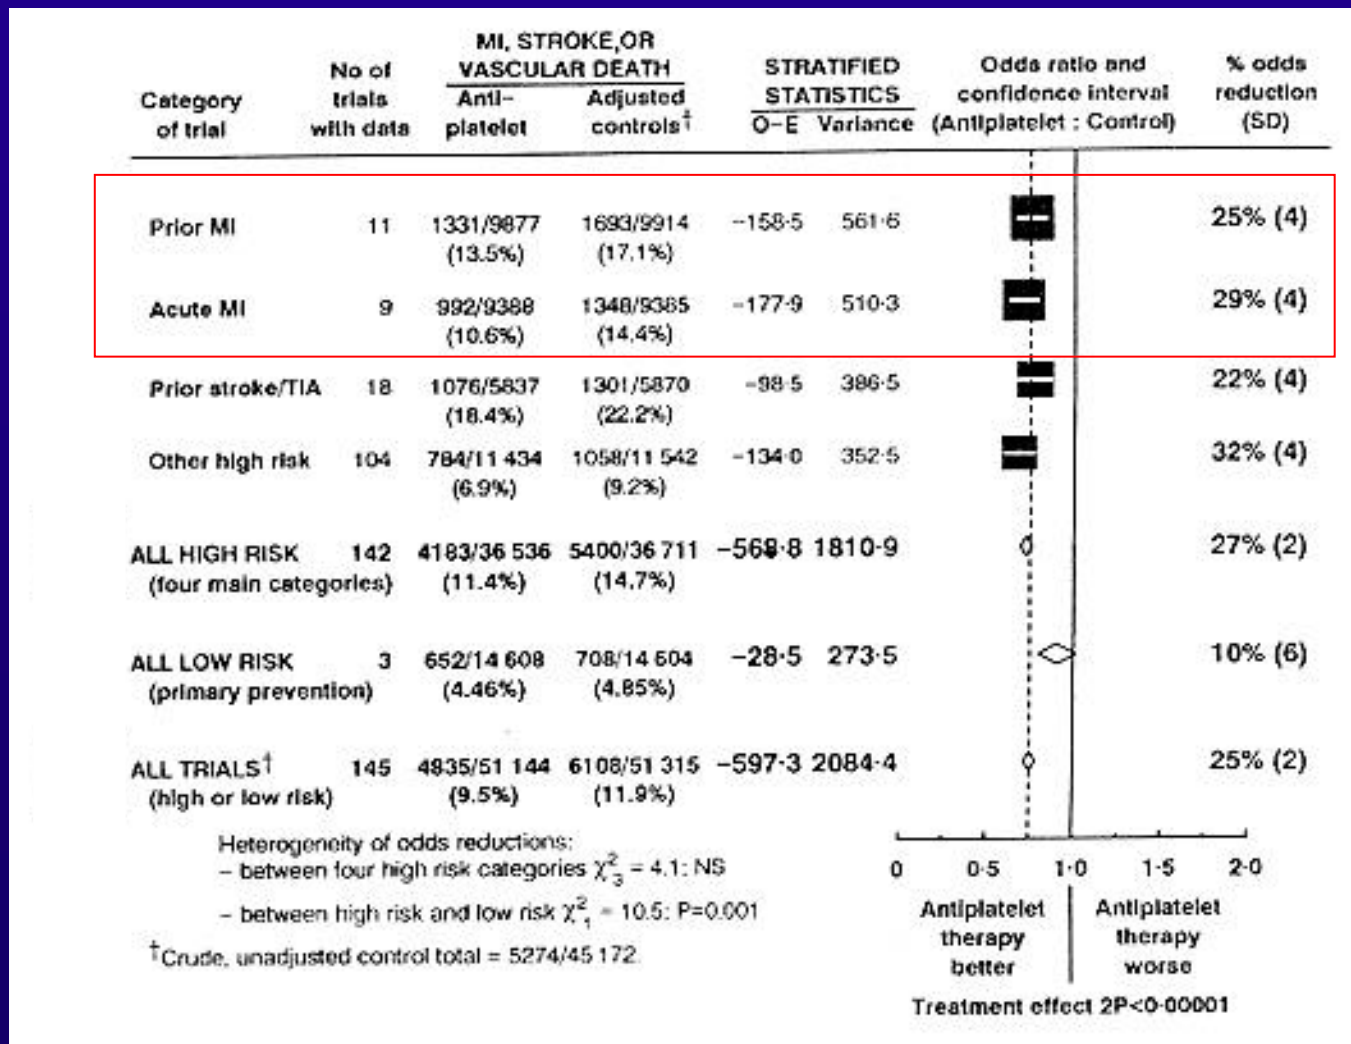 MI, STROKE,OR
No of VASCULAR DEATH STRATIFIED Odds ratio and % odds
Category trials Anti- Adjusted STATISTICS confidence interval reduction
of trial with data platelet controls† O-E Variance (Antiplatelet : Control) (SD)
Prior MI 11 1331/9877 1693/9914 -158·5 561·6 25% (4)
(13.5%) (17.1%)
Acute MI 9 992/9388 1348/9385 -177·9 510·3 29% (4)
(10.6%) (14.4%)
Prior stroke/TIA 18 1076/5837 1301/5870 -98·5 386·5 22% (4)
(18.4%) (22.2%)
Other high risk 104 784/11 434 1058/11 542 -134·0 352·5 32% (4)
(6.9%) (9.2%)
ALL HIGH RISK 142 4183/36 536 5400/36 711 -568·8 1810·9 27% (2)
(four main categories) (11.4%) (14.7%)
ALL LOW RISK 3 652/14 608 708/14 604 -28·5 273·5 10% (6)
(primary prevention) (4.46%) (4.85%)
ALL TRIALS† 145 4835/51 144 6108/51 315 -597·3 2084·4 25% (2)
(high or low risk) (9.5%) (11.9%)
Heterogeneity of odds reductions:
– between four high risk categories χ²₃ = 4.1: NS
0 0·5 1·0 1·5 2·0
– between high risk and low risk χ²₁ = 10.5: P=0.001
†Crude, unadjusted control total = 5274/45 172.
Antiplatelet Antiplatelet
therapy therapy
better worse
Treatment effect 2P<0·00001